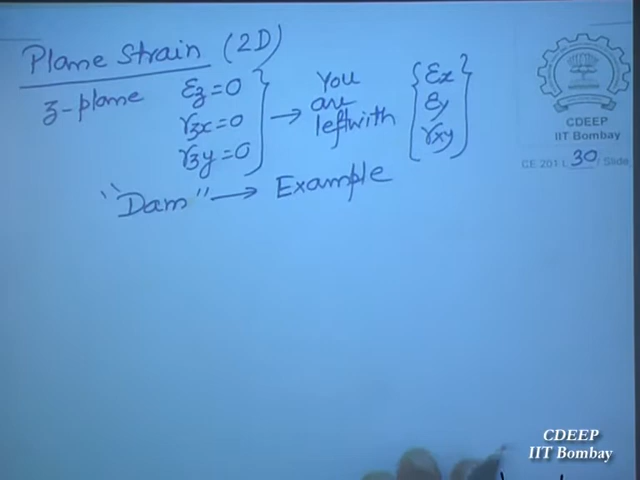 Plane Strain (2D)
z-plane εz=0 γzx=0 γzy=0 → You are left with {εx εy γxy}
"Dam" → Example
CDEEP
IIT Bombay
CE 201 L 30 / Slide
CDEEP
IIT Bombay